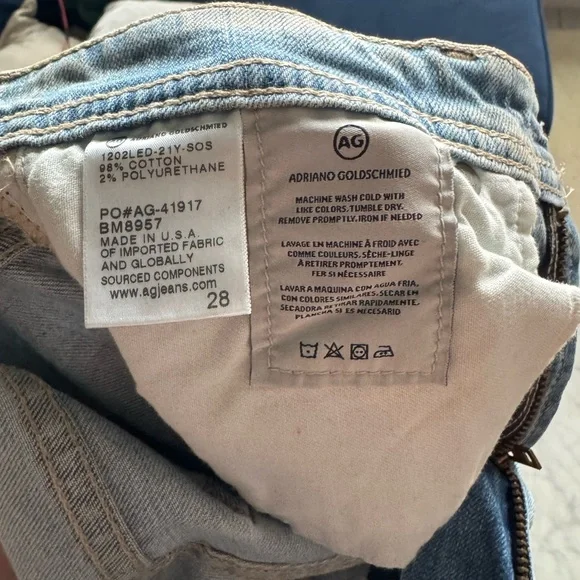 ADRIANO GOLDSCHMIED
1202LED-21Y-SOS
98% COTTON
2% POLYURETHANE
PO#AG-41917
BM8957
MADE IN U.S.A.
OF IMPORTED FABRIC
AND GLOBALLY
SOURCED COMPONENTS
www.agjeans.com
28
AG
ADRIANO GOLDSCHMIED
MACHINE WASH COLD WITH
LIKE COLORS. TUMBLE DRY.
REMOVE PROMPTLY. IRON IF NEEDED
LAVAGE EN MACHINE À FROID AVEC
COMME COULEURS. SÈCHE-LINGE
À RETIRER PROMPTEMENT.
FER SI NÉCESSAIRE
LAVAR A MAQUINA CON AGUA FRIA,
CON COLORES SIMILARES. SECAR EN
SECADORA RETIRAR RAPIDAMENTE.
PLANCHA SI ES NECESARIO